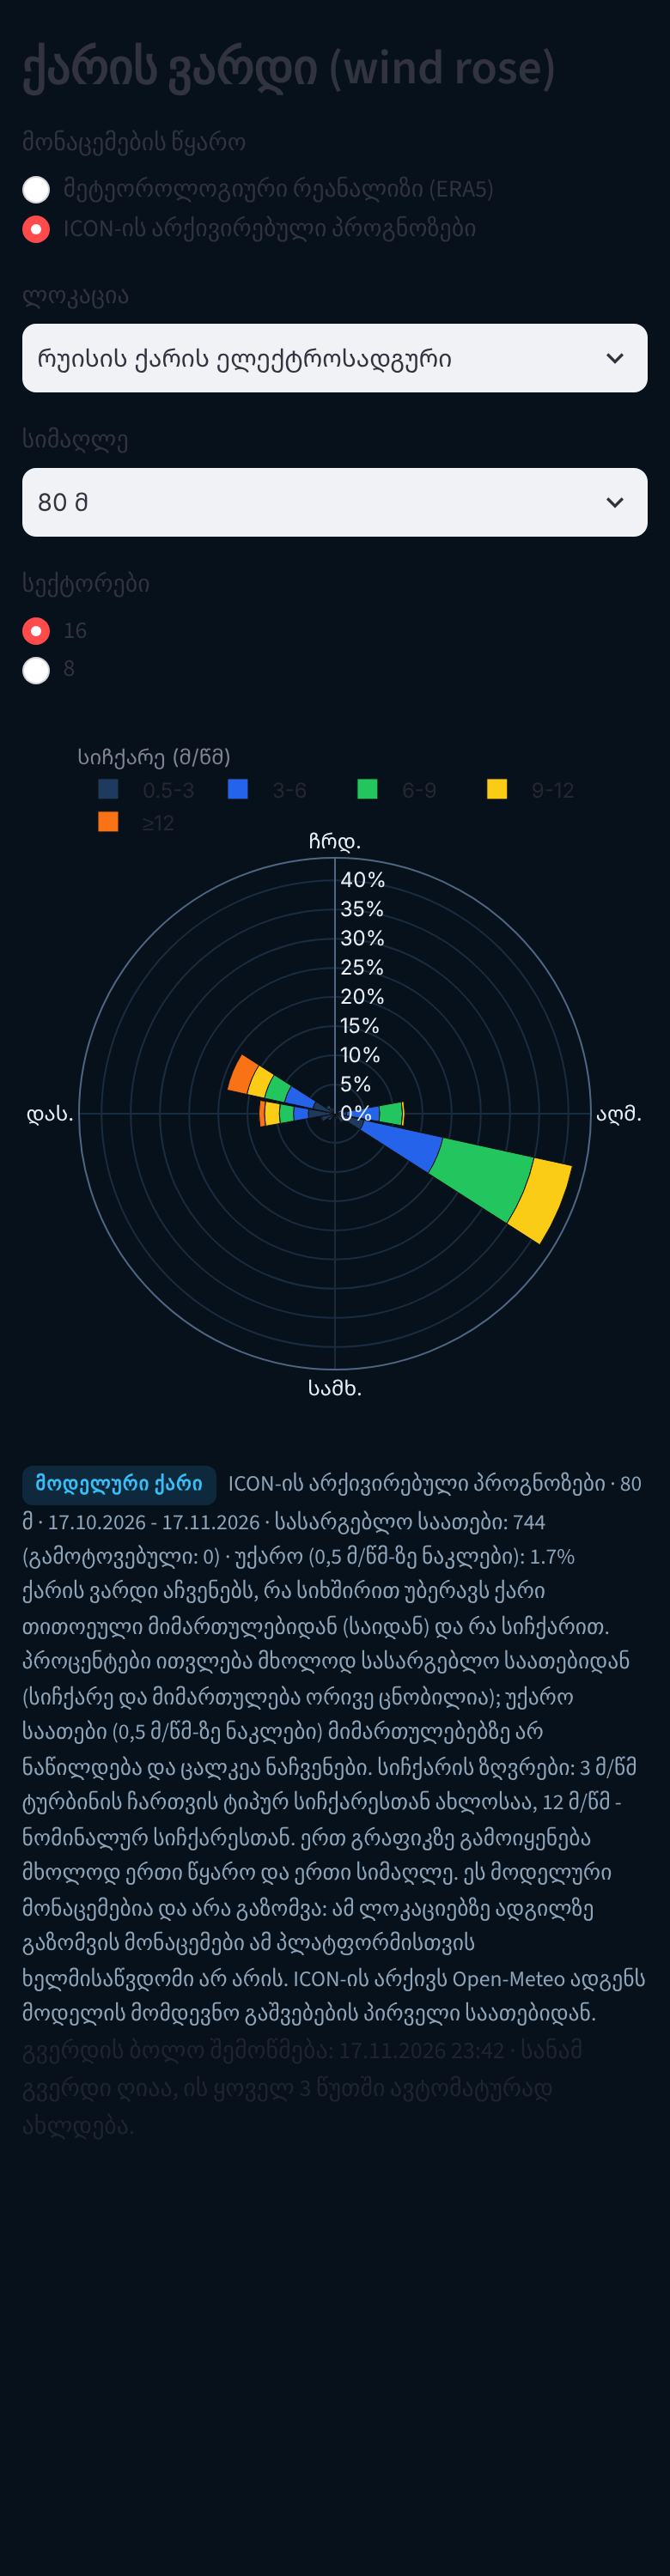 ქარის ვარდი (wind rose)
მონაცემების წყარო
მეტეოროლოგიური რეანალიზი (ERA5)
ICON-ის არქივირებული პროგნოზები
ლოკაცია
რუისის ქარის ელექტროსადგური
სიმაღლე
80 მ
სექტორები
16
8
სიჩქარე (მ/წმ)
0.5-3 3-6 6-9 9-12
≥12
ჩრდ.
40%
35%
30%
25%
20%
15%
10%
5%
დას. 0% აღმ.
სამხ.
მოდელური ქარი ICON-ის არქივირებული პროგნოზები · 80
მ · 17.10.2026 - 17.11.2026 · სასარგებლო საათები: 744
(გამოტოვებული: 0) · უქარო (0,5 მ/წმ-ზე ნაკლები): 1.7%
ქარის ვარდი აჩვენებს, რა სიხშირით უბერავს ქარი
თითოეული მიმართულებიდან (საიდან) და რა სიჩქარით.
პროცენტები ითვლება მხოლოდ სასარგებლო საათებიდან
(სიჩქარე და მიმართულება ორივე ცნობილია); უქარო
საათები (0,5 მ/წმ-ზე ნაკლები) მიმართულებებზე არ
ნაწილდება და ცალკეა ნაჩვენები. სიჩქარის ზღვრები: 3 მ/წმ
ტურბინის ჩართვის ტიპურ სიჩქარესთან ახლოსაა, 12 მ/წმ -
ნომინალურ სიჩქარესთან. ერთ გრაფიკზე გამოიყენება
მხოლოდ ერთი წყარო და ერთი სიმაღლე. ეს მოდელური
მონაცემებია და არა გაზომვა: ამ ლოკაციებზე ადგილზე
გაზომვის მონაცემები ამ პლატფორმისთვის
ხელმისაწვდომი არ არის. ICON-ის არქივს Open-Meteo ადგენს
მოდელის მომდევნო გაშვებების პირველი საათებიდან.
გვერდის ბოლო შემოწმება: 17.11.2026 23:42 · სანამ
გვერდი ღიაა, ის ყოველ 3 წუთში ავტომატურად
ახლდება.